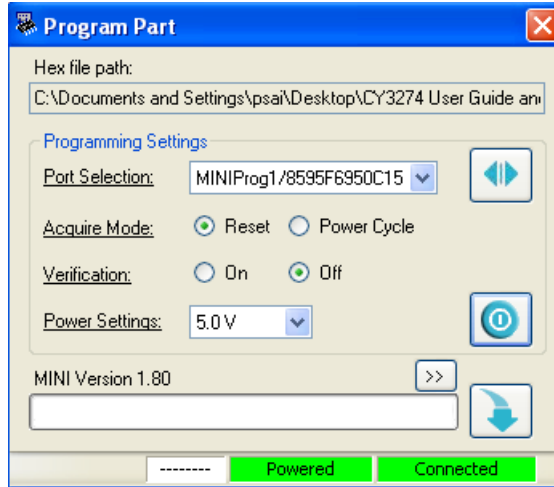 Program Part
Hex file path:
C:\Documents and Settings\psai\Desktop\CY3274 User Guide and
Programming Settings
Port Selection: MINIProg1/8595F6950C15
Acquire Mode: Reset Power Cycle
Verification: On Off
Power Settings: 5.0 V
MINI Version 1.80 >>
-------- Powered Connected